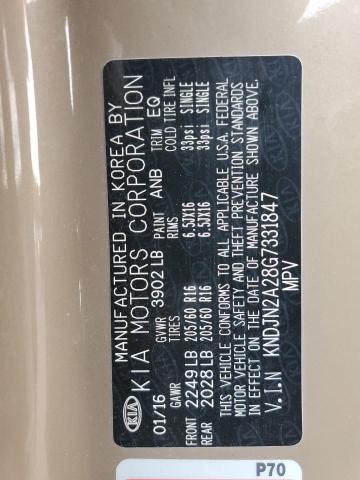 MANUFACTURED IN KOREA BY
KIA MOTORS CORPORATION
KIA
01/16 GVWR 3902 LB PAINT ANB TRIM EQ
GAWR TIRES RIMS COLD TIRE INFL
FRONT 2249 LB 205/60 R16 6.5JX16 33psi SINGLE
REAR 2028 LB 205/60 R16 6.5JX16 33psi SINGLE
THIS VEHICLE CONFORMS TO ALL APPLICABLE U.S.A. FEDERAL
MOTOR VEHICLE SAFETY AND THEFT PREVENTION STANDARDS
IN EFFECT ON THE DATE OF MANUFACTURE SHOWN ABOVE.
V.I.N KNDJN2A28G7331847
MPV
P70